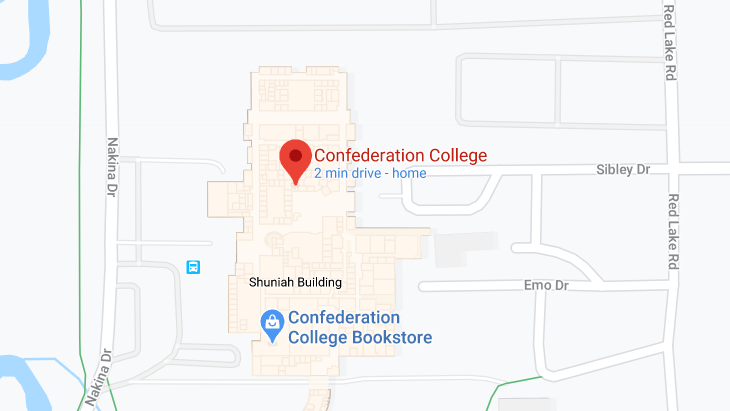 Red Lake Rd
Nakina Dr
Confederation College
2 min drive - home
Sibley Dr
Red Lake Rd
Shuniah Building
Emo Dr
Confederation
College Bookstore
Nakina Dr